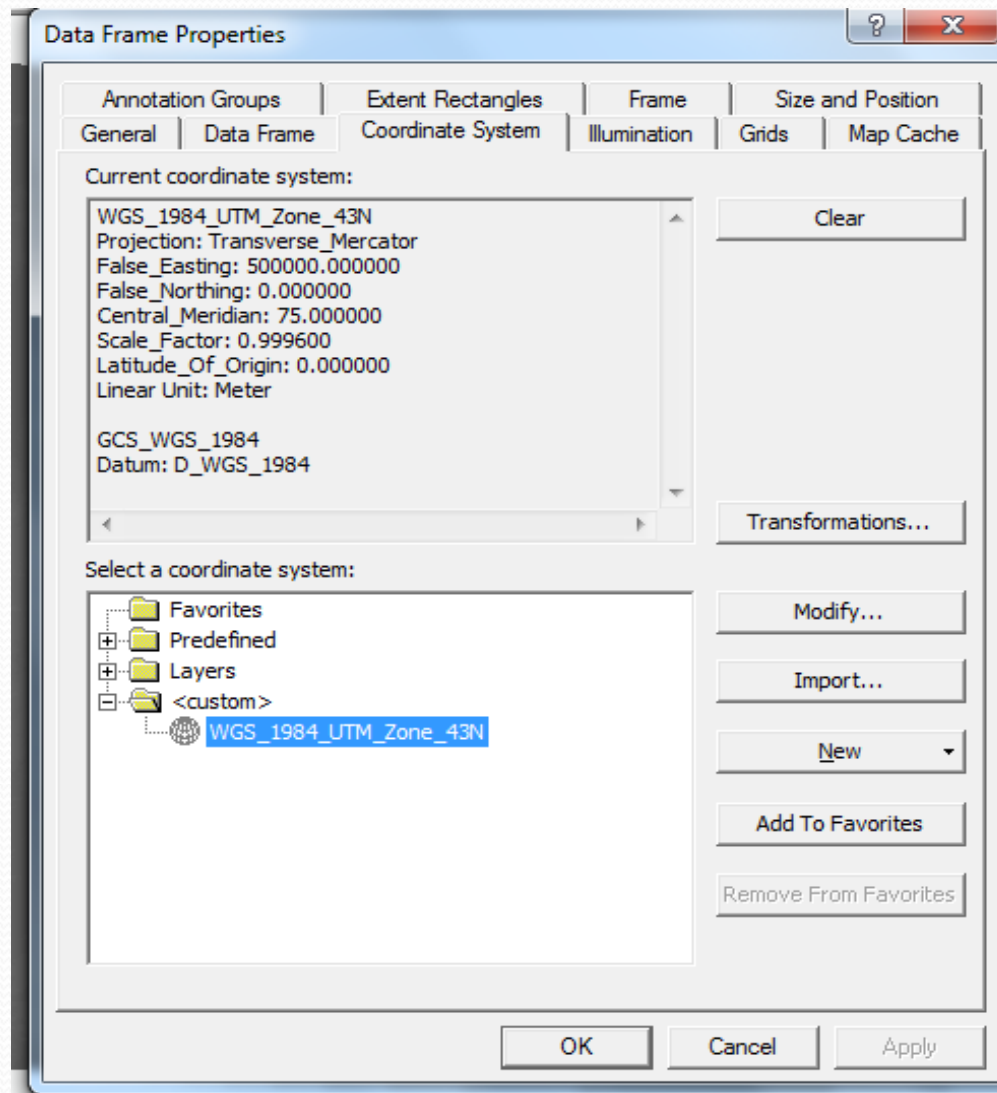 Data Frame Properties
?
X
Annotation Groups
Extent Rectangles
Frame
Size and Position
General
Data Frame
Coordinate System
Illumination
Grids
Map Cache
Current coordinate system:
WGS_1984_UTM_Zone_43N
Projection: Transverse_Mercator
False_Easting: 500000.000000
False_Northing: 0.000000
Central_Meridian: 75.000000
Scale_Factor: 0.999600
Latitude_Of_Origin: 0.000000
Linear Unit: Meter
GCS_WGS_1984
Datum: D_WGS_1984
Clear
Transformations...
Select a coordinate system:
Favorites
Predefined
Layers
<custom>
WGS_1984_UTM_Zone_43N
Modify...
Import...
New
Add To Favorites
Remove From Favorites
OK
Cancel
Apply